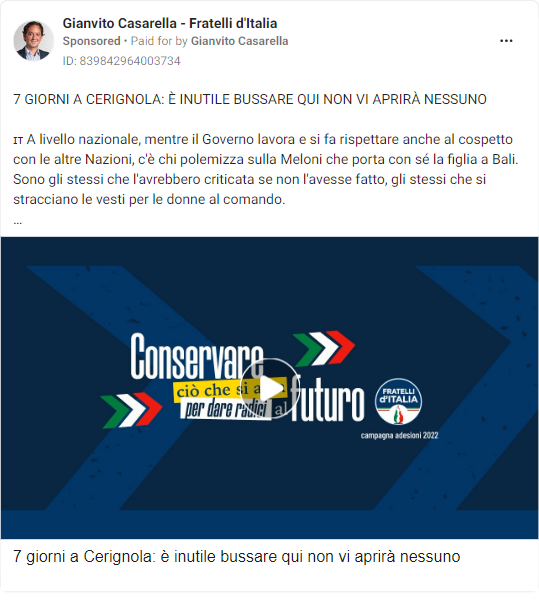 Gianvito Casarella - Fratelli d'Italia
Sponsored • Paid for by Gianvito Casarella
ID: 839842964003734
7 GIORNI A CERIGNOLA: È INUTILE BUSSARE QUI NON VI APRIRÀ NESSUNO
IT A livello nazionale, mentre il Governo lavora e si fa rispettare anche al cospetto
con le altre Nazioni, c'è chi polemizza sulla Meloni che porta con sé la figlia a Bali.
Sono gli stessi che l'avrebbero criticata se non l'avesse fatto, gli stessi che si
stracciano le vesti per le donne al comando.
...
Conservare
ciò che si a
per dare radici al futuro
FRATELLI
d'ITALIA
campagna adesioni 2022
7 giorni a Cerignola: è inutile bussare qui non vi aprirà nessuno